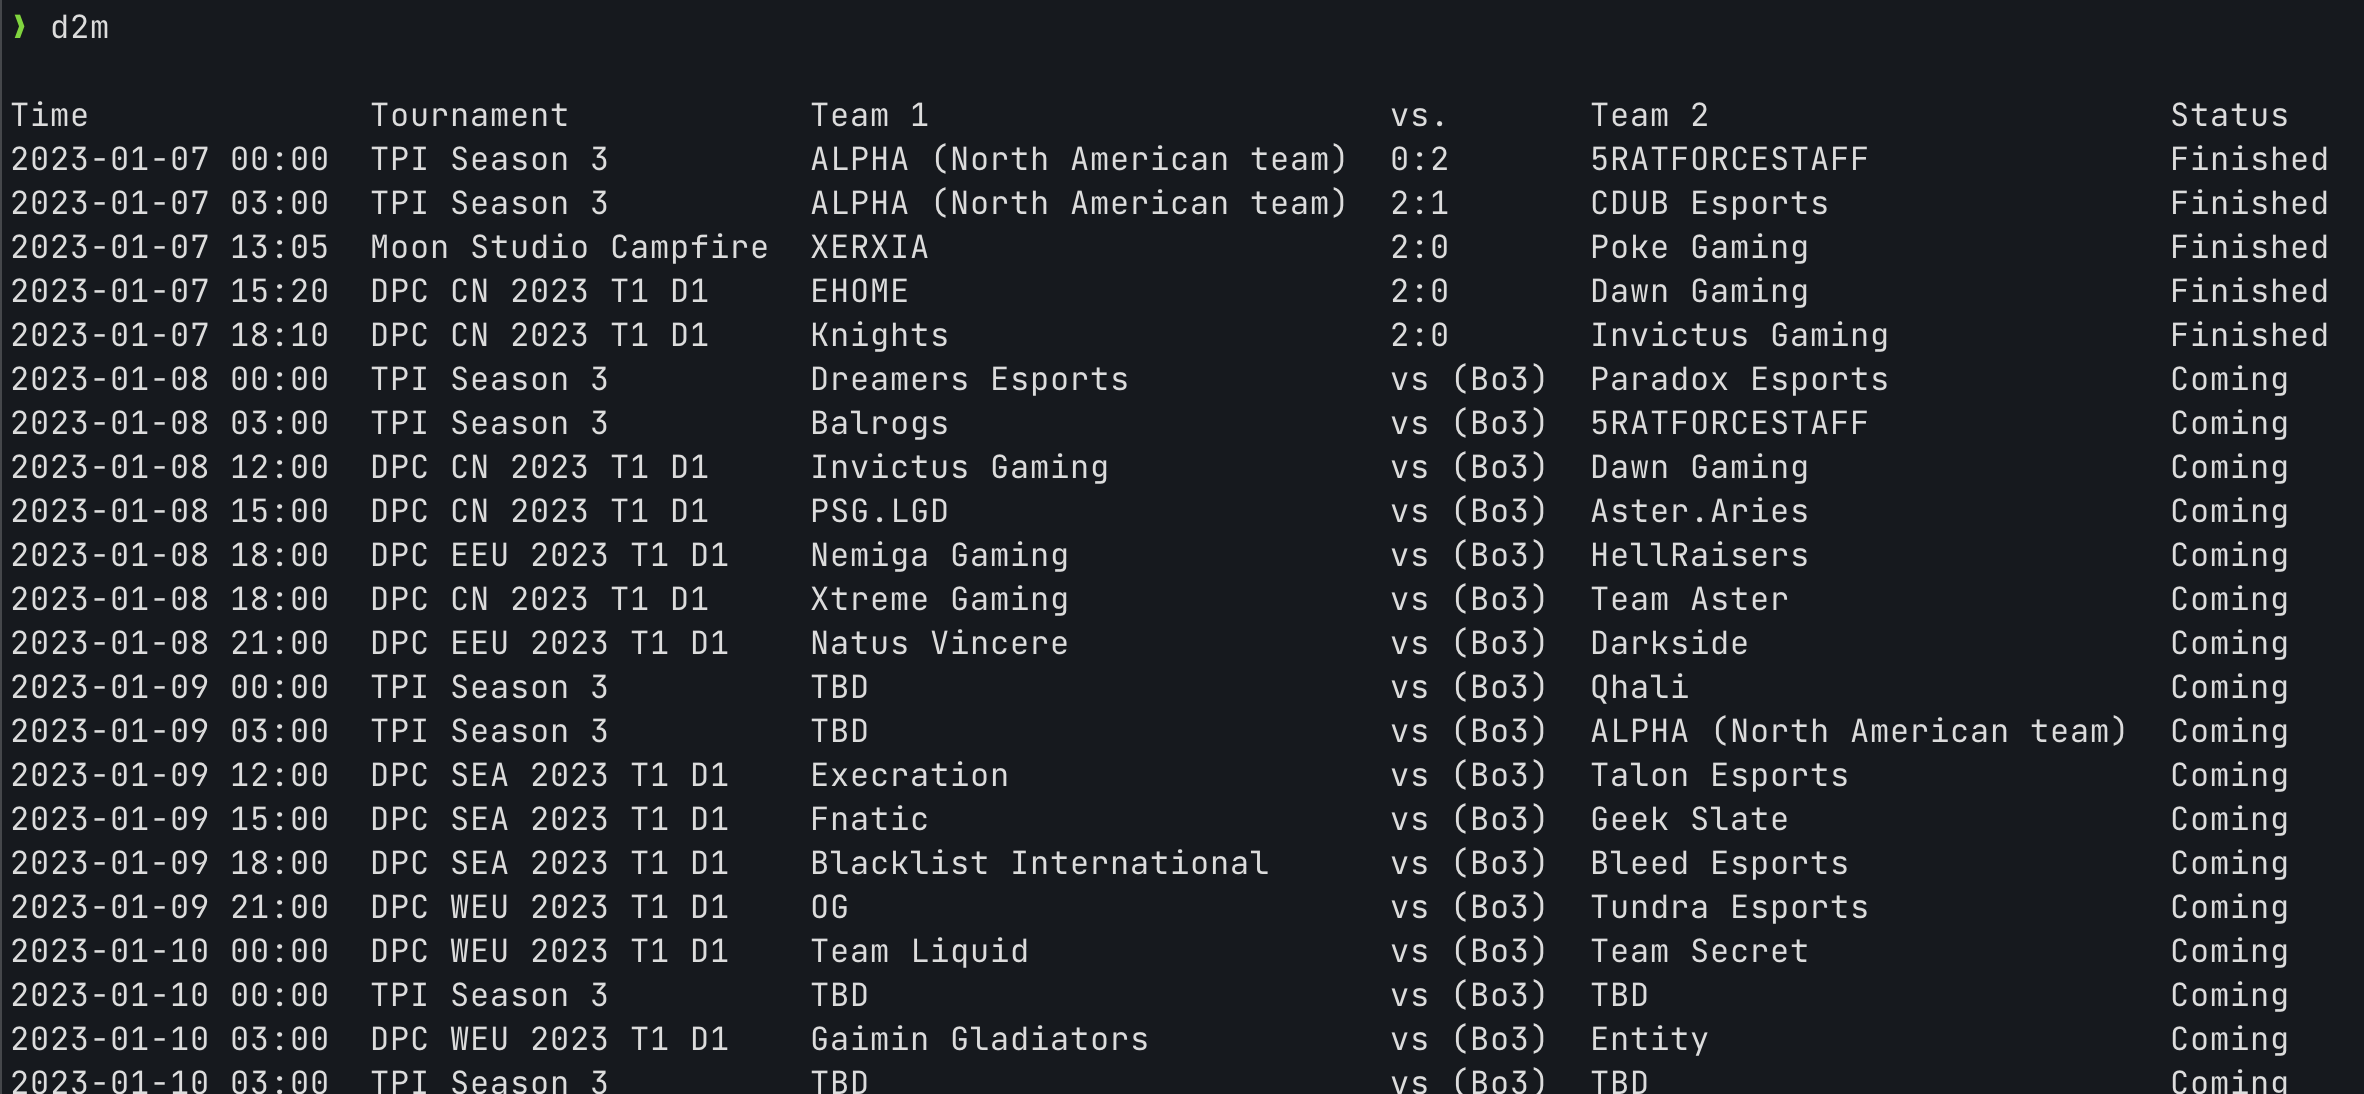 ❯ d2m
Time Tournament Team 1 vs. Team 2 Status
2023-01-07 00:00 TPI Season 3 ALPHA (North American team) 0:2 5RATFORCESTAFF Finished
2023-01-07 03:00 TPI Season 3 ALPHA (North American team) 2:1 CDUB Esports Finished
2023-01-07 13:05 Moon Studio Campfire XERXIA 2:0 Poke Gaming Finished
2023-01-07 15:20 DPC CN 2023 T1 D1 EHOME 2:0 Dawn Gaming Finished
2023-01-07 18:10 DPC CN 2023 T1 D1 Knights 2:0 Invictus Gaming Finished
2023-01-08 00:00 TPI Season 3 Dreamers Esports vs (Bo3) Paradox Esports Coming
2023-01-08 03:00 TPI Season 3 Balrogs vs (Bo3) 5RATFORCESTAFF Coming
2023-01-08 12:00 DPC CN 2023 T1 D1 Invictus Gaming vs (Bo3) Dawn Gaming Coming
2023-01-08 15:00 DPC CN 2023 T1 D1 PSG.LGD vs (Bo3) Aster.Aries Coming
2023-01-08 18:00 DPC EEU 2023 T1 D1 Nemiga Gaming vs (Bo3) HellRaisers Coming
2023-01-08 18:00 DPC CN 2023 T1 D1 Xtreme Gaming vs (Bo3) Team Aster Coming
2023-01-08 21:00 DPC EEU 2023 T1 D1 Natus Vincere vs (Bo3) Darkside Coming
2023-01-09 00:00 TPI Season 3 TBD vs (Bo3) Qhali Coming
2023-01-09 03:00 TPI Season 3 TBD vs (Bo3) ALPHA (North American team) Coming
2023-01-09 12:00 DPC SEA 2023 T1 D1 Execration vs (Bo3) Talon Esports Coming
2023-01-09 15:00 DPC SEA 2023 T1 D1 Fnatic vs (Bo3) Geek Slate Coming
2023-01-09 18:00 DPC SEA 2023 T1 D1 Blacklist International vs (Bo3) Bleed Esports Coming
2023-01-09 21:00 DPC WEU 2023 T1 D1 OG vs (Bo3) Tundra Esports Coming
2023-01-10 00:00 DPC WEU 2023 T1 D1 Team Liquid vs (Bo3) Team Secret Coming
2023-01-10 00:00 TPI Season 3 TBD vs (Bo3) TBD Coming
2023-01-10 03:00 DPC WEU 2023 T1 D1 Gaimin Gladiators vs (Bo3) Entity Coming
2023-01-10 03:00 TPI Season 3 TBD vs (Bo3) TBD Coming